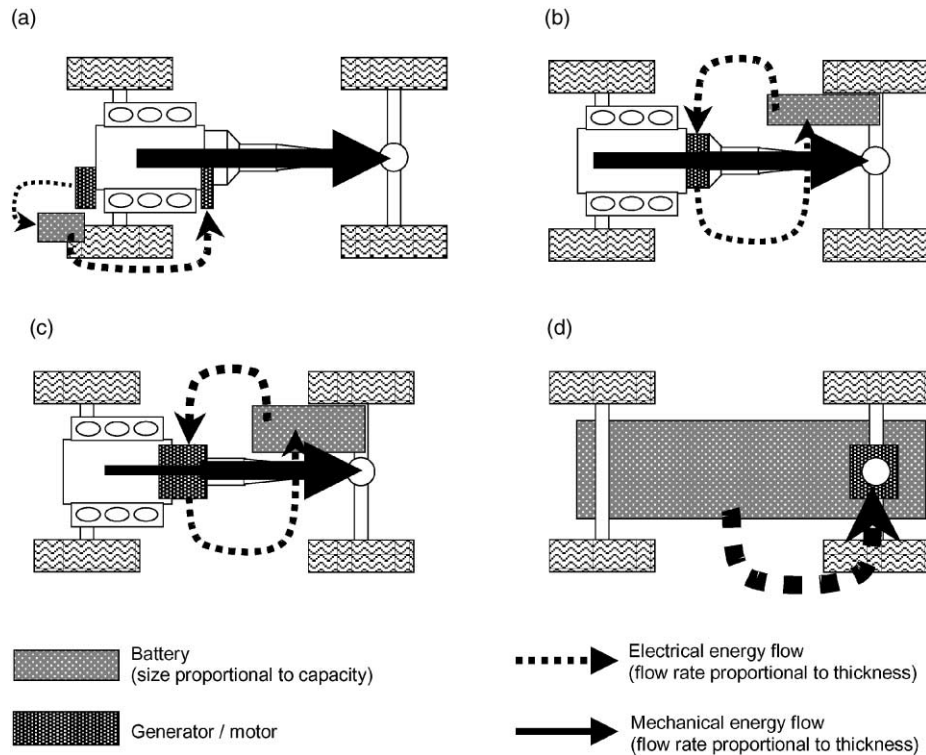 (a)
(b)
(c)
(d)
Battery
(size proportional to capacity)
Generator / motor
Electrical energy flow
(flow rate proportional to thickness)
Mechanical energy flow
(flow rate proportional to thickness)